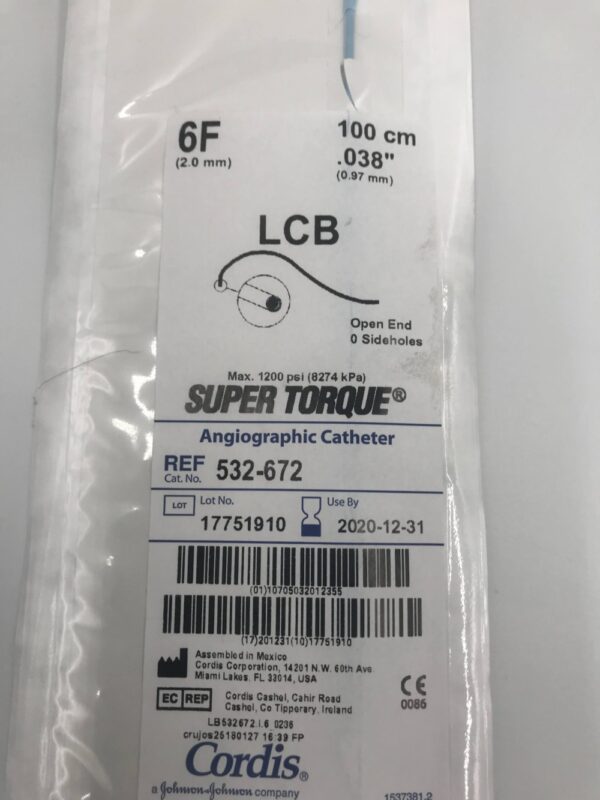 6F
(2.0 mm)
100 cm
.038"
(0.97 mm)
LCB
Open End
0 Sideholes
Max. 1200 psi (8274 kPa)
SUPER TORQUE®
Angiographic Catheter
REF 532-672
Cat. No.
LOT Lot No.
17751910
Use By
2020-12-31
(01)10705032012355
(17)201231(10)17751910
Assembled in Mexico
Cordis Corporation, 14201 N.W. 60th Ave.
Miami Lakes, FL 33014, USA
EC REP
Cordis Cashel, Cahir Road
Cashel, Co Tipperary, Ireland
CE
0086
LB532672.1.6 0236
crujos25180127 16:39 FP
Cordis®
a Johnson & Johnson company
1537381.2